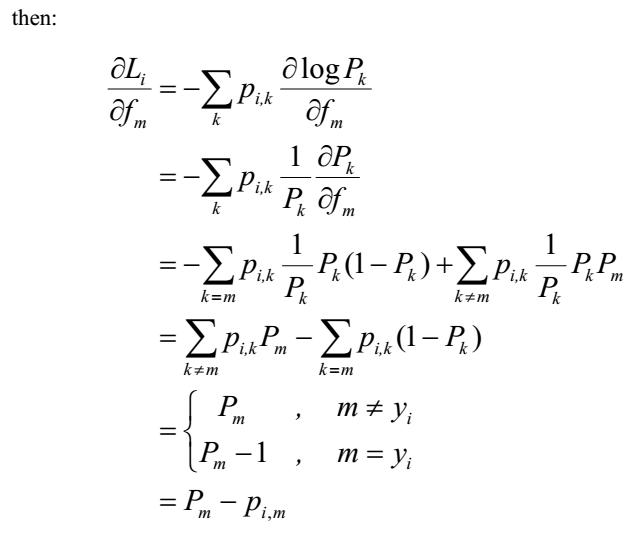 then:
∂L_i/∂f_m = −∑_k p_{i,k} ∂log P_k/∂f_m
= −∑_k p_{i,k} 1/P_k ∂P_k/∂f_m
= −∑_{k=m} p_{i,k} 1/P_k P_k(1−P_k) + ∑_{k≠m} p_{i,k} 1/P_k P_k P_m
= ∑_{k≠m} p_{i,k} P_m − ∑_{k=m} p_{i,k}(1−P_k)
= { P_m , m ≠ y_i
P_m −1 , m = y_i
= P_m − p_{i,m}